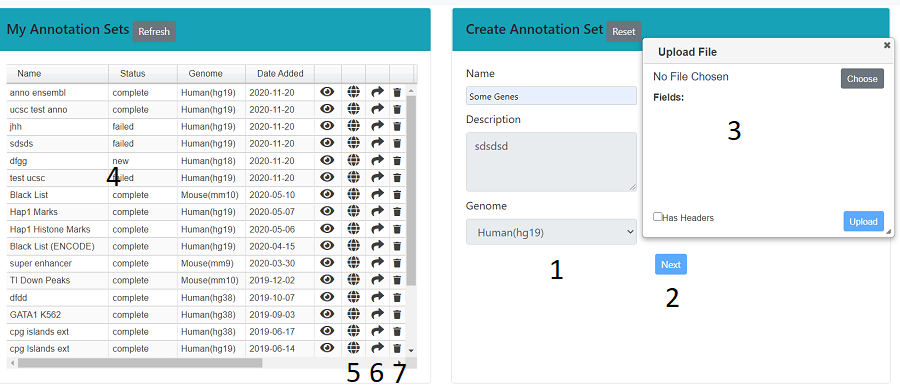 My Annotation Sets Refresh
Name Status Genome Date Added
anno ensembl complete Human(hg19) 2020-11-20
ucsc test anno complete Human(hg19) 2020-11-20
jhh failed Human(hg19) 2020-11-20
sdsds failed Human(hg19) 2020-11-20
dfgg new Human(hg18) 2020-11-20
test ucsc failed Human(hg19) 2020-11-20
4
Black List complete Mouse(mm10) 2020-05-10
Hap1 Marks complete Human(hg19) 2020-05-07
Hap1 Histone Marks complete Human(hg19) 2020-05-06
Black List (ENCODE) complete Human(hg19) 2020-04-15
super enhancer complete Mouse(mm9) 2020-03-30
TI Down Peaks complete Mouse(mm10) 2019-12-02
dfdd complete Human(hg38) 2019-10-07
GATA1 K562 complete Human(hg38) 2019-09-03
cpg islands ext complete Human(hg38) 2019-06-17
cpg Islands ext complete Human(hg19) 2019-06-14
5 6 7
Create Annotation Set Reset
Name
Some Genes
Description
sdsdsd
Genome
Human(hg19)
1
Next
2
Upload File
No File Chosen Choose
Fields:
3
Has Headers Upload